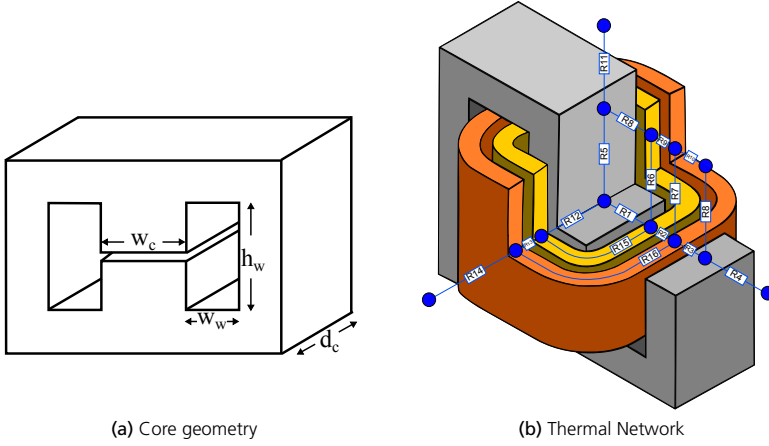 w_c
h_w
w_w
d_c
(a) Core geometry
R11
R8
R9
R5
R6
R7
R8
R12
R1
R2
R3
R15
R16
R14
R4
(b) Thermal Network